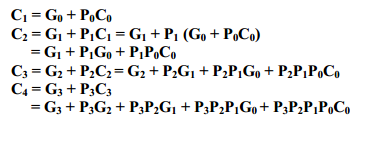 C₁ = G₀ + P₀C₀
C₂ = G₁ + P₁C₁ = G₁ + P₁ (G₀ + P₀C₀)
= G₁ + P₁G₀ + P₁P₀C₀
C₃ = G₂ + P₂C₂ = G₂ + P₂G₁ + P₂P₁G₀ + P₂P₁P₀C₀
C₄ = G₃ + P₃C₃
= G₃ + P₃G₂ + P₃P₂G₁ + P₃P₂P₁G₀ + P₃P₂P₁P₀C₀